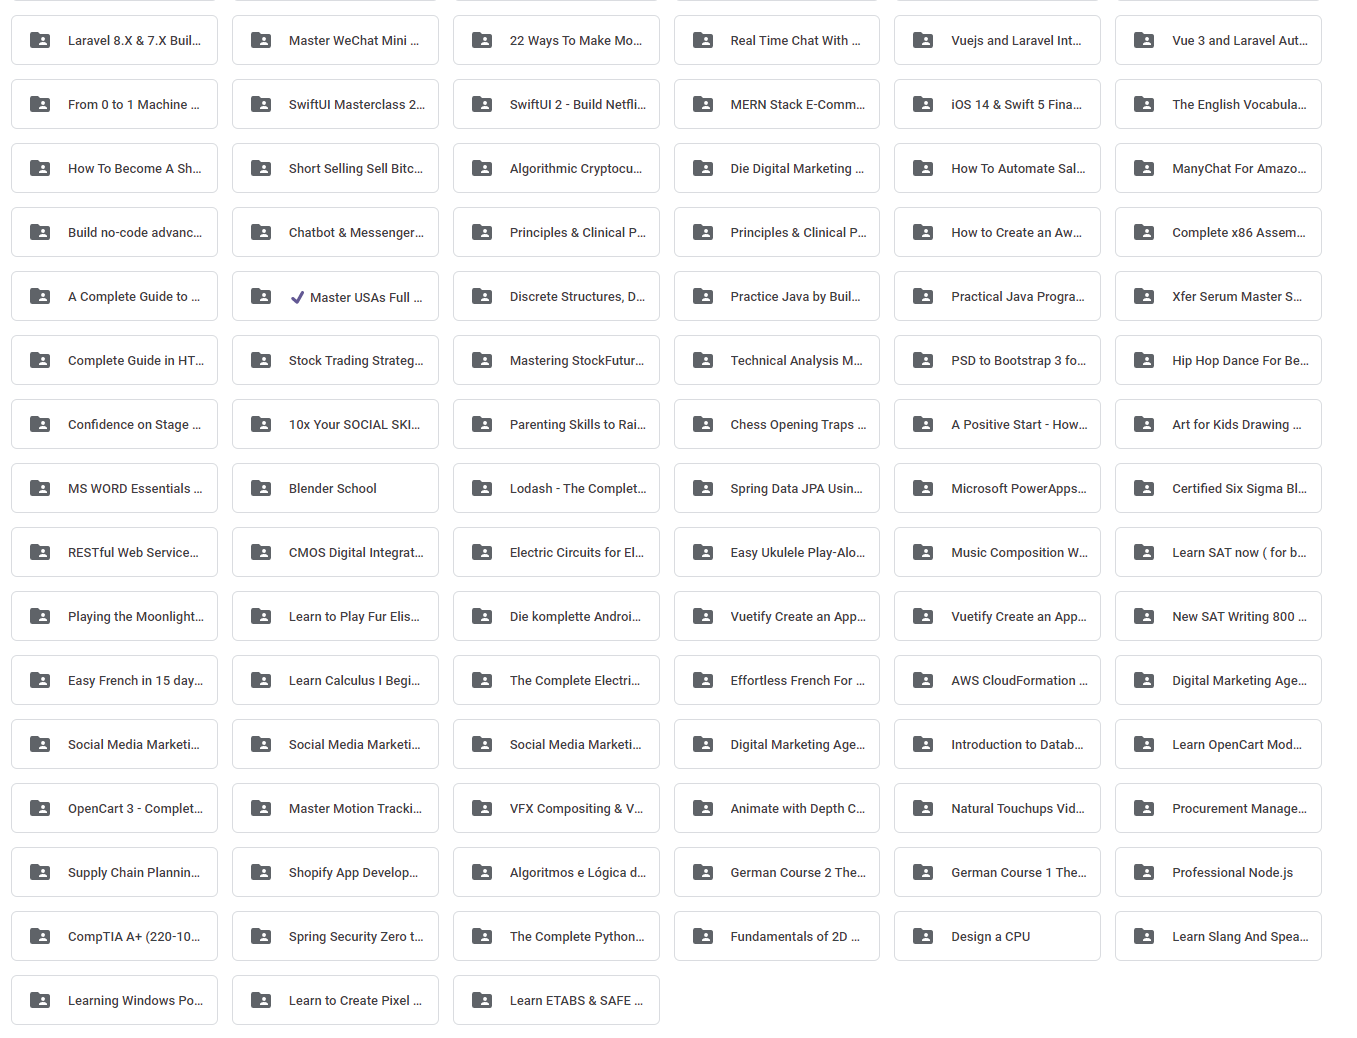 Laravel 8.X & 7.X Buil...
Master WeChat Mini ...
22 Ways To Make Mo...
Real Time Chat With ...
Vuejs and Laravel Int...
Vue 3 and Laravel Aut...
From 0 to 1 Machine ...
SwiftUI Masterclass 2...
SwiftUI 2 - Build Netfli...
MERN Stack E-Comm...
iOS 14 & Swift 5 Fina...
The English Vocabula...
How To Become A Sh...
Short Selling Sell Bitc...
Algorithmic Cryptocu...
Die Digital Marketing ...
How To Automate Sal...
ManyChat For Amazo...
Build no-code advanc...
Chatbot & Messenger...
Principles & Clinical P...
Principles & Clinical P...
How to Create an Aw...
Complete x86 Assem...
A Complete Guide to ...
✓ Master USAs Full ...
Discrete Structures, D...
Practice Java by Buil...
Practical Java Progra...
Xfer Serum Master S...
Complete Guide in HT...
Stock Trading Strateg...
Mastering StockFutur...
Technical Analysis M...
PSD to Bootstrap 3 fo...
Hip Hop Dance For Be...
Confidence on Stage ...
10x Your SOCIAL SKI...
Parenting Skills to Rai...
Chess Opening Traps ...
A Positive Start - How...
Art for Kids Drawing ...
MS WORD Essentials ...
Blender School
Lodash - The Complet...
Spring Data JPA Usin...
Microsoft PowerApps...
Certified Six Sigma Bl...
RESTful Web Service...
CMOS Digital Integrat...
Electric Circuits for El...
Easy Ukulele Play-Alo...
Music Composition W...
Learn SAT now ( for b...
Playing the Moonlight...
Learn to Play Fur Elis...
Die komplette Androi...
Vuetify Create an App...
Vuetify Create an App...
New SAT Writing 800 ...
Easy French in 15 day...
Learn Calculus I Begi...
The Complete Electri...
Effortless French For ...
AWS CloudFormation ...
Digital Marketing Age...
Social Media Marketi...
Social Media Marketi...
Social Media Marketi...
Digital Marketing Age...
Introduction to Datab...
Learn OpenCart Mod...
OpenCart 3 - Complet...
Master Motion Tracki...
VFX Compositing & V...
Animate with Depth C...
Natural Touchups Vid...
Procurement Manage...
Supply Chain Plannin...
Shopify App Develop...
Algoritmos e Lógica d...
German Course 2 The...
German Course 1 The...
Professional Node.js
CompTIA A+ (220-10...
Spring Security Zero t...
The Complete Python...
Fundamentals of 2D ...
Design a CPU
Learn Slang And Spea...
Learning Windows Po...
Learn to Create Pixel ...
Learn ETABS & SAFE ...